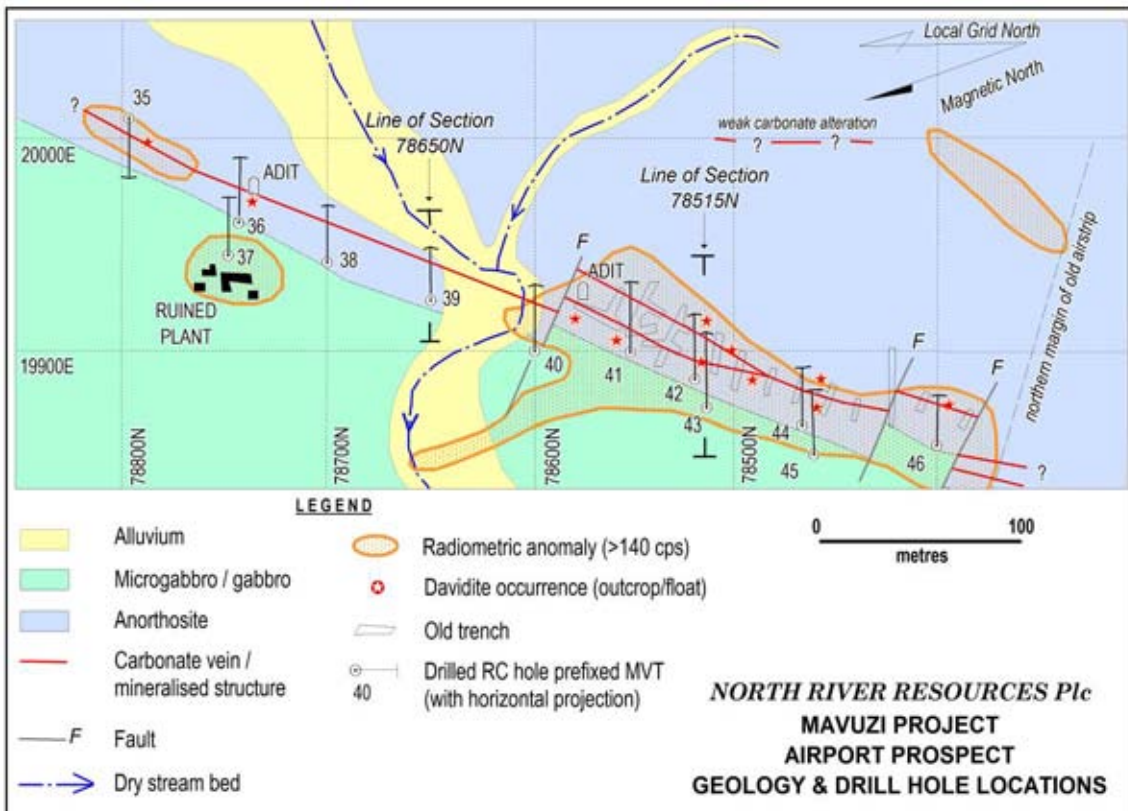 Local Grid North
Magnetic North
? 35
Line of Section
78650N
weak carbonate alteration
? ? ?
20000E
ADIT
Line of Section
78515N
36
37
38
F
ADIT
39
RUINED
PLANT
northern margin of old airstrip
19900E
40
41
42
43
44
45
46
F
F
?
78800N
78700N
78600N
78500N
LEGEND
Alluvium
Microgabbro / gabbro
Anorthosite
Carbonate vein /
mineralised structure
F Fault
Dry stream bed
Radiometric anomaly (>140 cps)
Davidite occurrence (outcrop/float)
Old trench
Drilled RC hole prefixed MVT
40 (with horizontal projection)
0 100
metres
NORTH RIVER RESOURCES Plc
MAVUZI PROJECT
AIRPORT PROSPECT
GEOLOGY & DRILL HOLE LOCATIONS